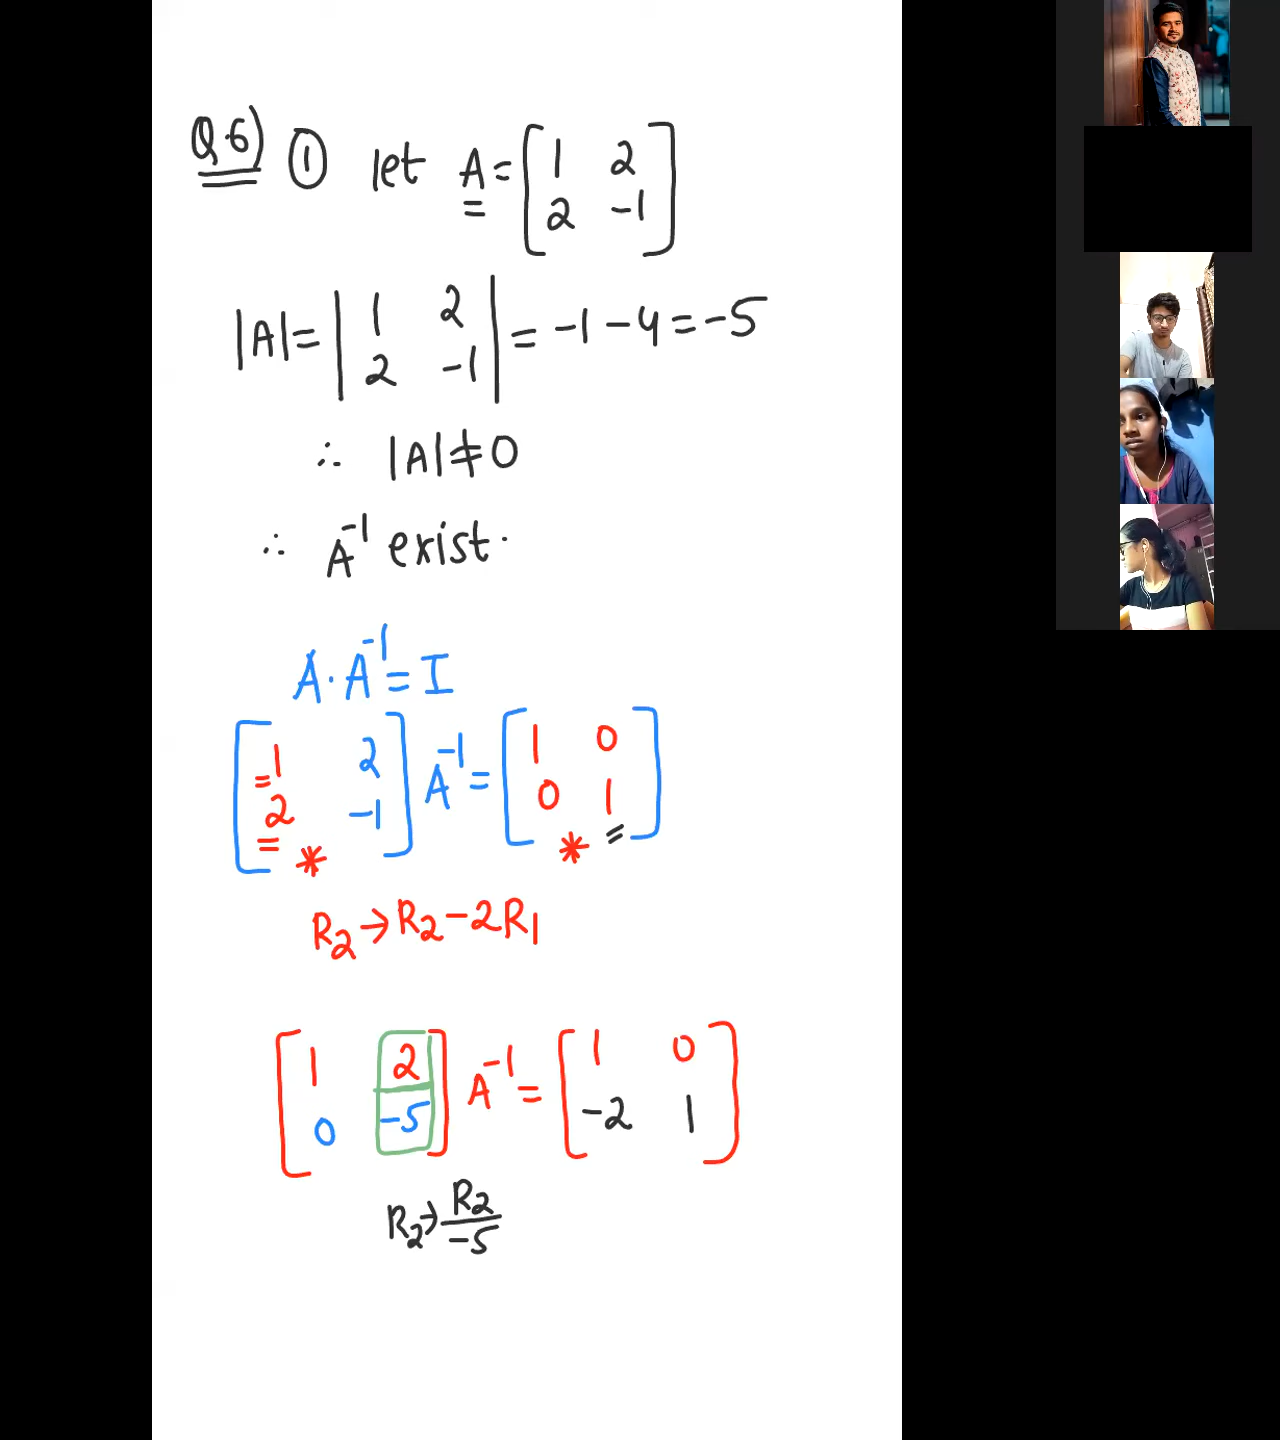 Q.6) ① let A = [1 2
2 -1]
|A| = |1 2
2 -1| = -1 - 4 = -5
∴ |A| ≠ 0
∴ A⁻¹ exist.
A · A⁻¹ = I
[1 2
2 -1] A⁻¹ = [1 0
0 1]
* *
R₂ → R₂ - 2R₁
[1 2
0 -5] A⁻¹ = [1 0
-2 1]
R₂ → R₂/-5